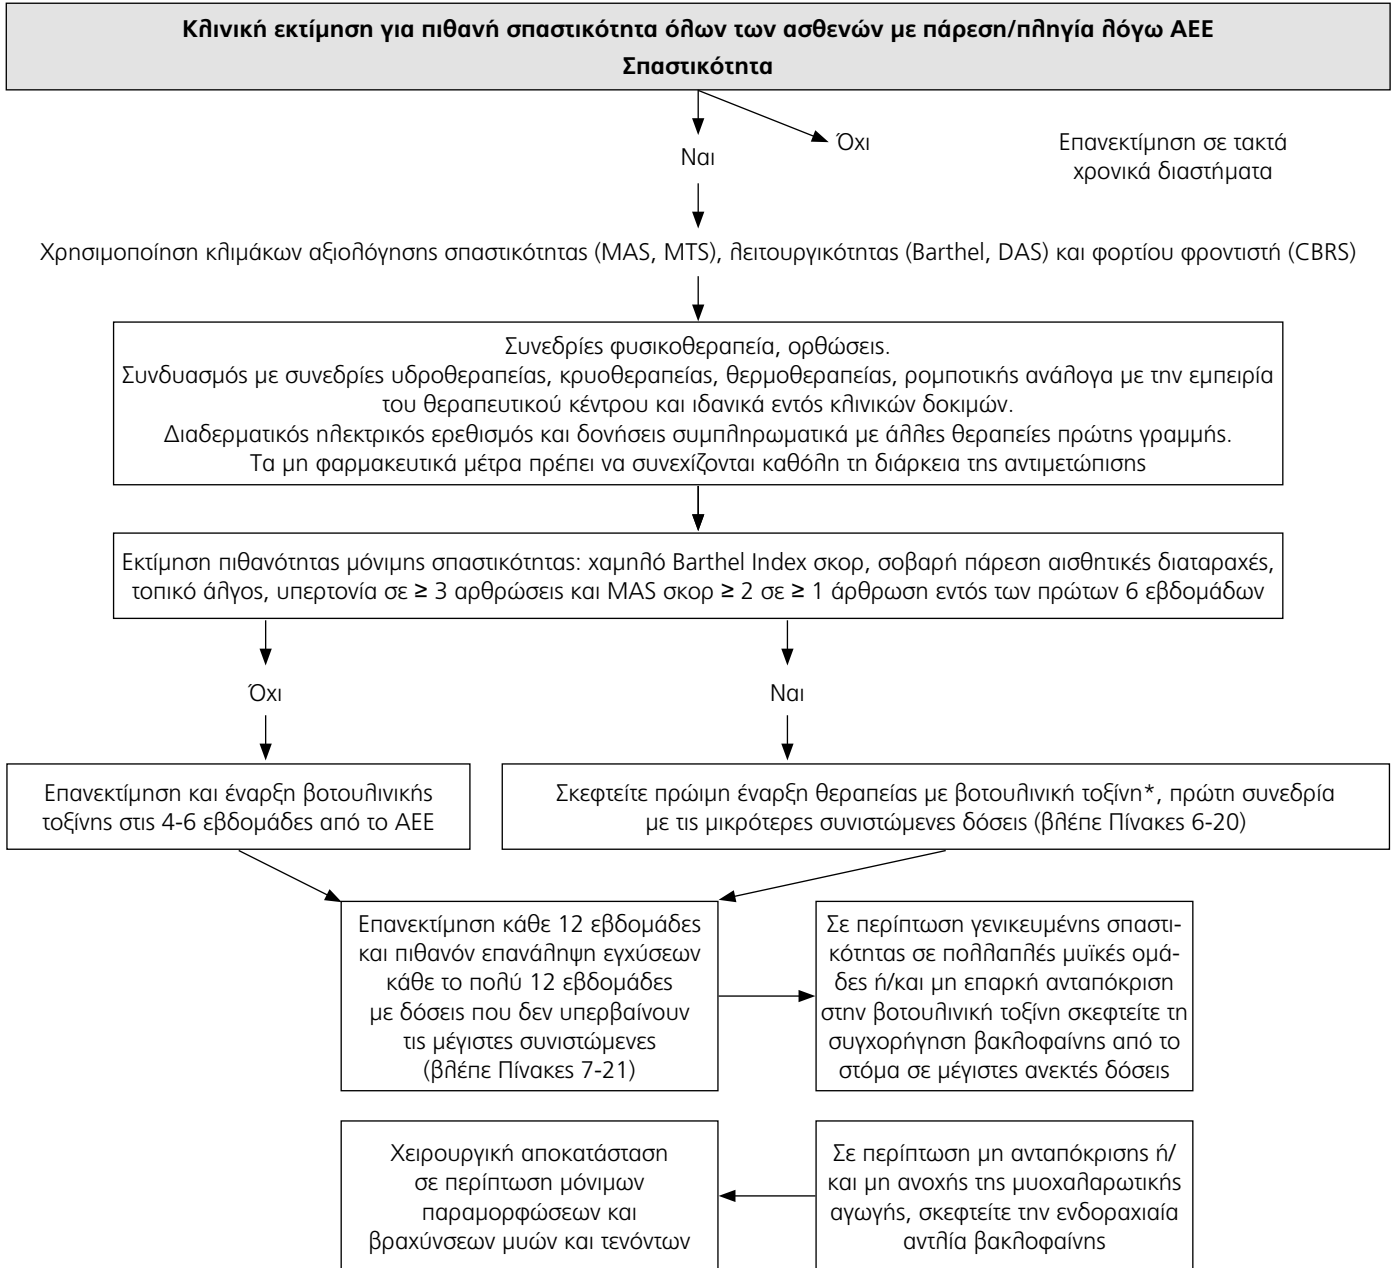 Κλινική εκτίμηση για πιθανή σπαστικότητα όλων των ασθενών με πάρεση/πληγία λόγω ΑΕΕ
Σπαστικότητα
Όχι
Ναι
Επανεκτίμηση σε τακτά
χρονικά διαστήματα
Χρησιμοποίηση κλιμάκων αξιολόγησης σπαστικότητας (MAS, MTS), λειτουργικότητας (Barthel, DAS) και φορτίου φροντιστή (CBRS)
Συνεδρίες φυσικοθεραπεία, ορθώσεις.
Συνδυασμός με συνεδρίες υδροθεραπείας, κρυοθεραπείας, θερμοθεραπείας, ρομποτικής ανάλογα με την εμπειρία
του θεραπευτικού κέντρου και ιδανικά εντός κλινικών δοκιμών.
Διαδερματικός ηλεκτρικός ερεθισμός και δονήσεις συμπληρωματικά με άλλες θεραπείες πρώτης γραμμής.
Τα μη φαρμακευτικά μέτρα πρέπει να συνεχίζονται καθόλη τη διάρκεια της αντιμετώπισης
Εκτίμηση πιθανότητας μόνιμης σπαστικότητας: χαμηλό Barthel Index σκορ, σοβαρή πάρεση αισθητικές διαταραχές,
τοπικό άλγος, υπερτονία σε ≥ 3 αρθρώσεις και MAS σκορ ≥ 2 σε ≥ 1 άρθρωση εντός των πρώτων 6 εβδομάδων
Όχι
Ναι
Επανεκτίμηση και έναρξη βοτουλινικής
τοξίνης στις 4-6 εβδομάδες από το ΑΕΕ
Σκεφτείτε πρώιμη έναρξη θεραπείας με βοτουλινική τοξίνη*, πρώτη συνεδρία
με τις μικρότερες συνιστώμενες δόσεις (βλέπε Πίνακες 6-20)
Επανεκτίμηση κάθε 12 εβδομάδες
και πιθανόν επανάληψη εγχύσεων
κάθε το πολύ 12 εβδομάδες
με δόσεις που δεν υπερβαίνουν
τις μέγιστες συνιστώμενες
(βλέπε Πίνακες 7-21)
Σε περίπτωση γενικευμένης σπαστι-
κότητας σε πολλαπλές μυϊκές ομά-
δες ή/και μη επαρκή ανταπόκριση
στην βοτουλινική τοξίνη σκεφτείτε τη
συγχορήγηση βακλοφαίνης από το
στόμα σε μέγιστες ανεκτές δόσεις
Χειρουργική αποκατάσταση
σε περίπτωση μόνιμων
παραμορφώσεων και
βραχύνσεων μυών και τενόντων
Σε περίπτωση μη ανταπόκρισης ή/
και μη ανοχής της μυοχαλαρωτικής
αγωγής, σκεφτείτε την ενδοραχιαία
αντλία βακλοφαίνης